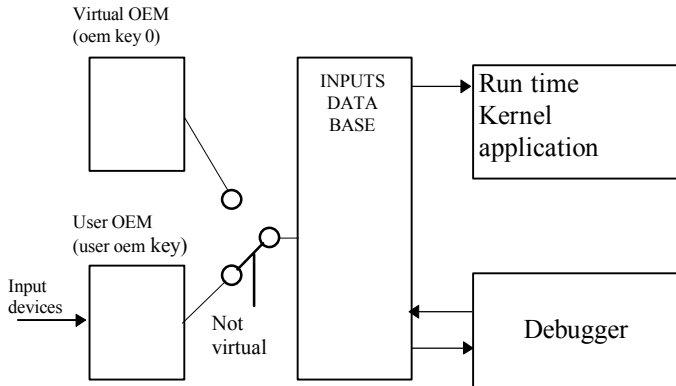 Virtual OEM
(oem key 0)
INPUTS
DATA
BASE
Run time
Kernel
application
User OEM
(user oem key)
Input
devices
Not
virtual
Debugger